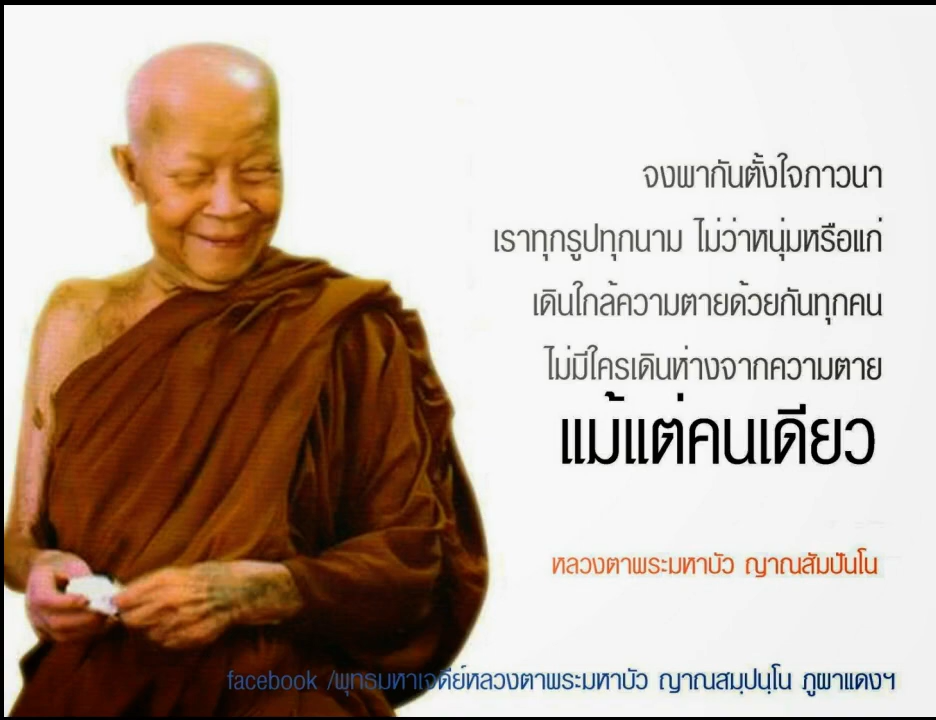 จงพากันตั้งใจภาวนา
เราทุกรูปทุกนาม ไม่ว่าหนุ่มหรือแก่
เดินใกล้ความตายด้วยกันทุกคน
ไม่มีใครเดินห่างจากความตาย
แม้แต่คนเดียว
หลวงตาพระมหาบัว ญาณสัมปันโน
facebook /พุทธมหาเจดีย์หลวงตาพระมหาบัว ญาณสมฺปนฺโน ภูผาแดงฯ